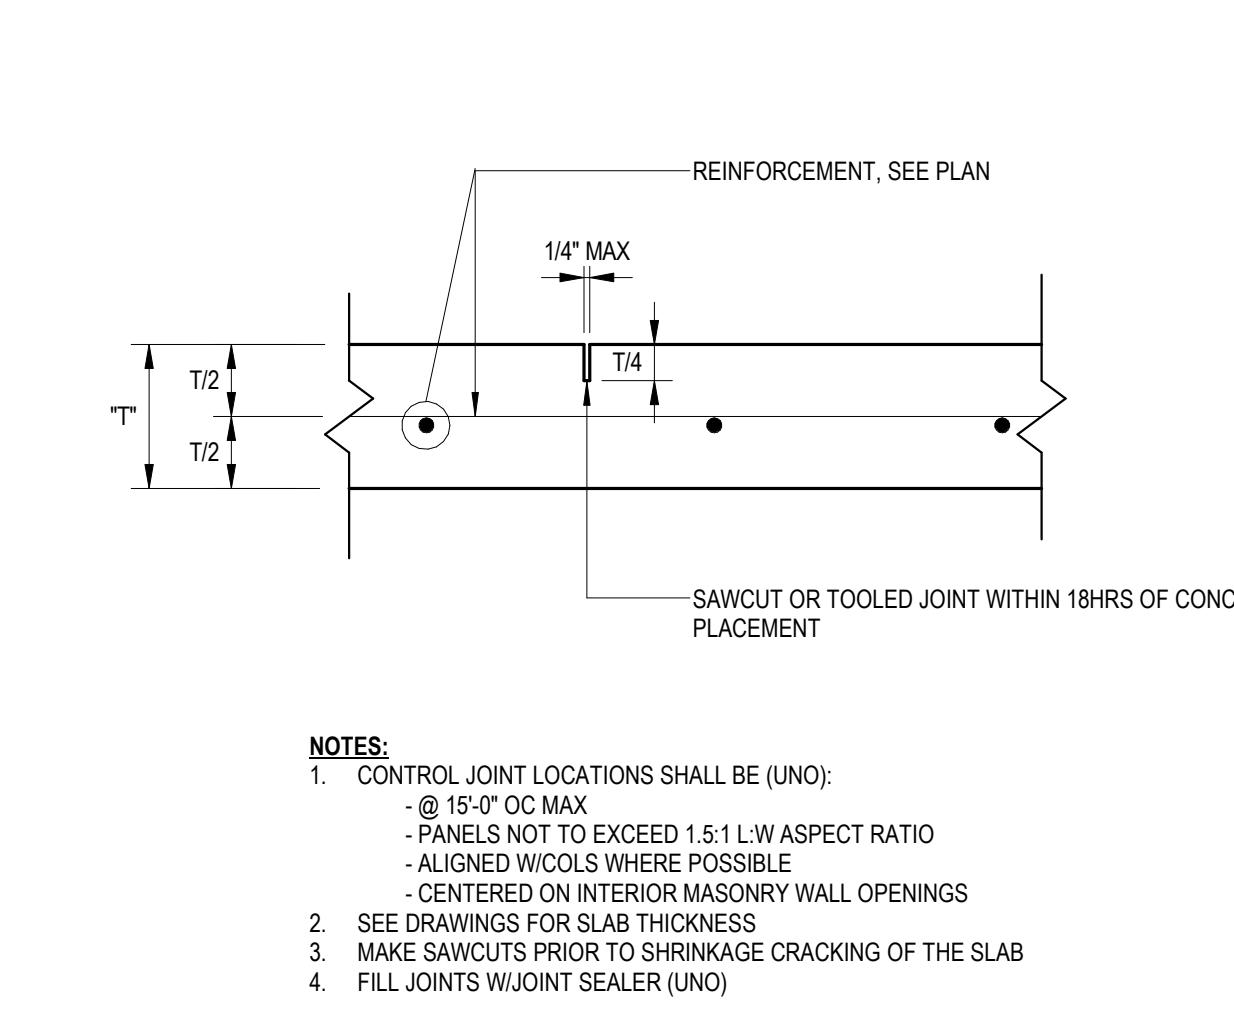 REINFORCEMENT, SEE PLAN
1/4" MAX
T/4
T/2
"T"
T/2
SAWCUT OR TOOLED JOINT WITHIN 18HRS OF CONC
PLACEMENT
NOTES:
1. CONTROL JOINT LOCATIONS SHALL BE (UNO):
- @ 15'-0" OC MAX
- PANELS NOT TO EXCEED 1.5:1 L:W ASPECT RATIO
- ALIGNED W/COLS WHERE POSSIBLE
- CENTERED ON INTERIOR MASONRY WALL OPENINGS
2. SEE DRAWINGS FOR SLAB THICKNESS
3. MAKE SAWCUTS PRIOR TO SHRINKAGE CRACKING OF THE SLAB
4. FILL JOINTS W/JOINT SEALER (UNO)